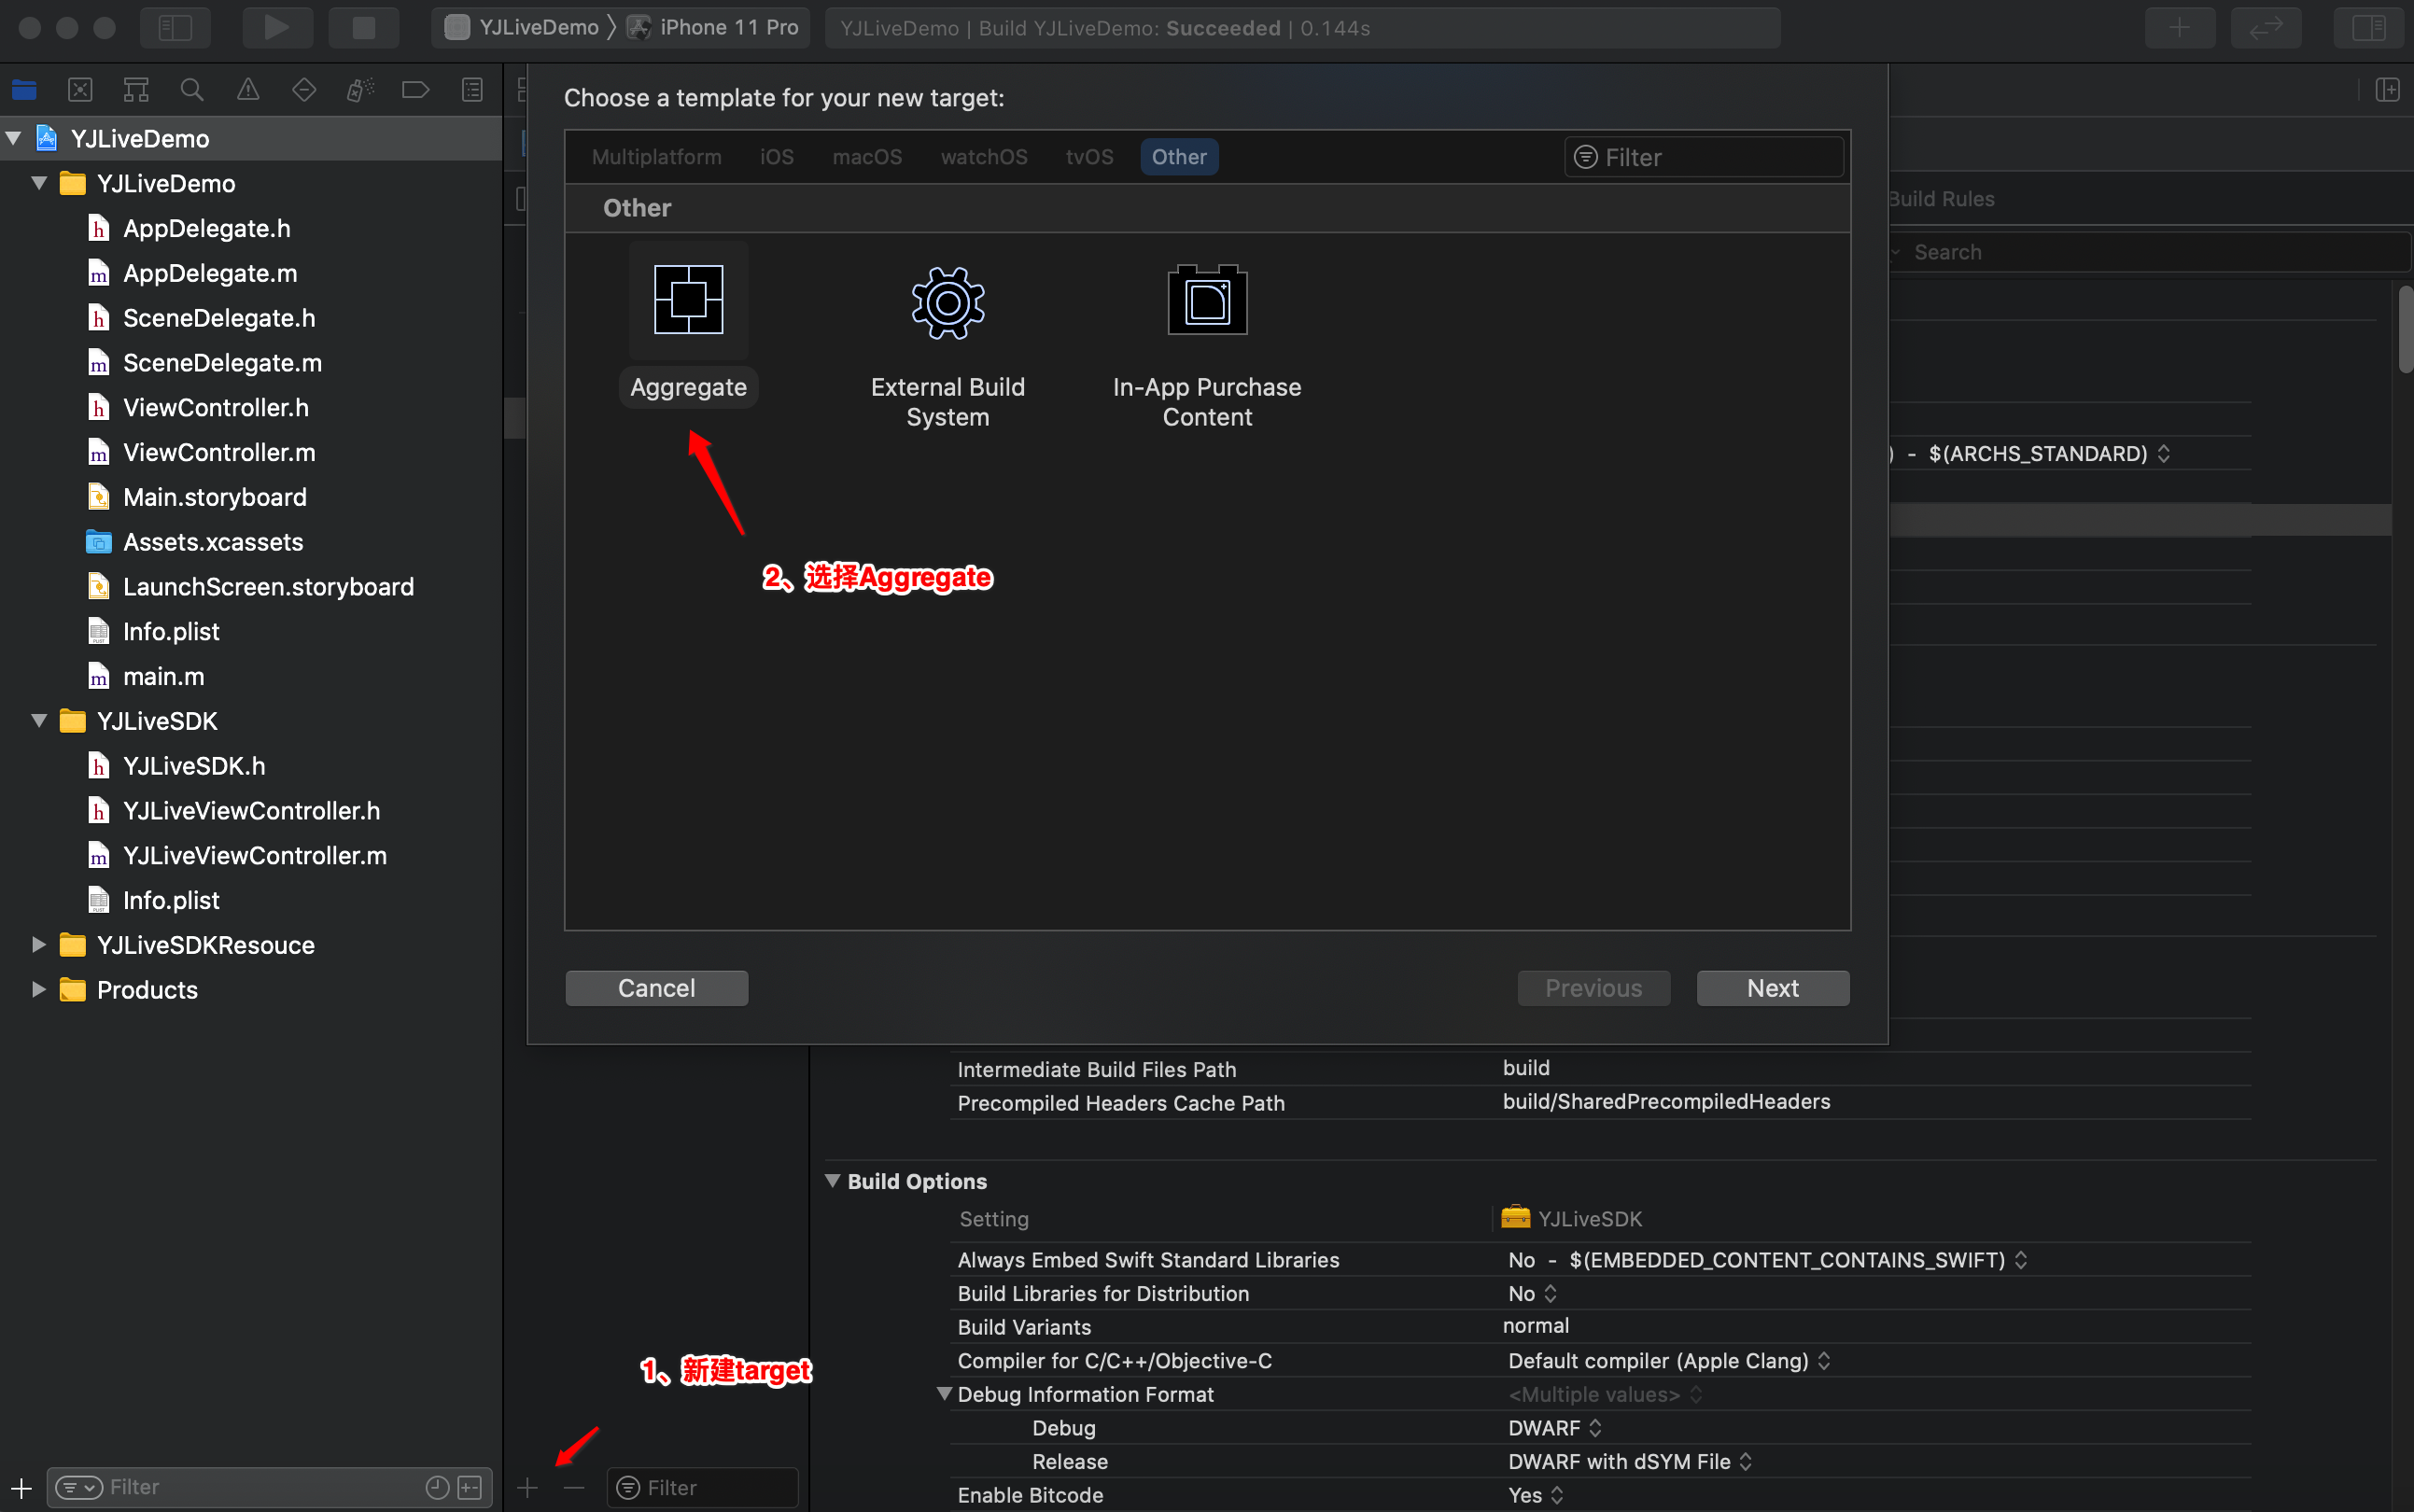 YJLiveDemo 〉 iPhone 11 Pro
YJLiveDemo | Build YJLiveDemo: Succeeded | 0.144s
YJLiveDemo
YJLiveDemo
AppDelegate.h
AppDelegate.m
SceneDelegate.h
SceneDelegate.m
ViewController.h
ViewController.m
Main.storyboard
Assets.xcassets
LaunchScreen.storyboard
Info.plist
main.m
YJLiveSDK
YJLiveSDK.h
YJLiveViewController.h
YJLiveViewController.m
Info.plist
YJLiveSDKResouce
Products
Filter
Choose a template for your new target:
Multiplatform iOS macOS watchOS tvOS Other
Filter
Other
Aggregate
External Build
System
In-App Purchase
Content
2、选择Aggregate
Cancel
Previous
Next
Build Rules
Search
) - $(ARCHS_STANDARD)
Intermediate Build Files Path build
Precompiled Headers Cache Path build/SharedPrecompiledHeaders
Build Options
Setting YJLiveSDK
Always Embed Swift Standard Libraries No - $(EMBEDDED_CONTENT_CONTAINS_SWIFT)
Build Libraries for Distribution No
Build Variants normal
Compiler for C/C++/Objective-C Default compiler (Apple Clang)
Debug Information Format <Multiple values>
Debug DWARF
Release DWARF with dSYM File
Enable Bitcode Yes
1、新建target
Filter